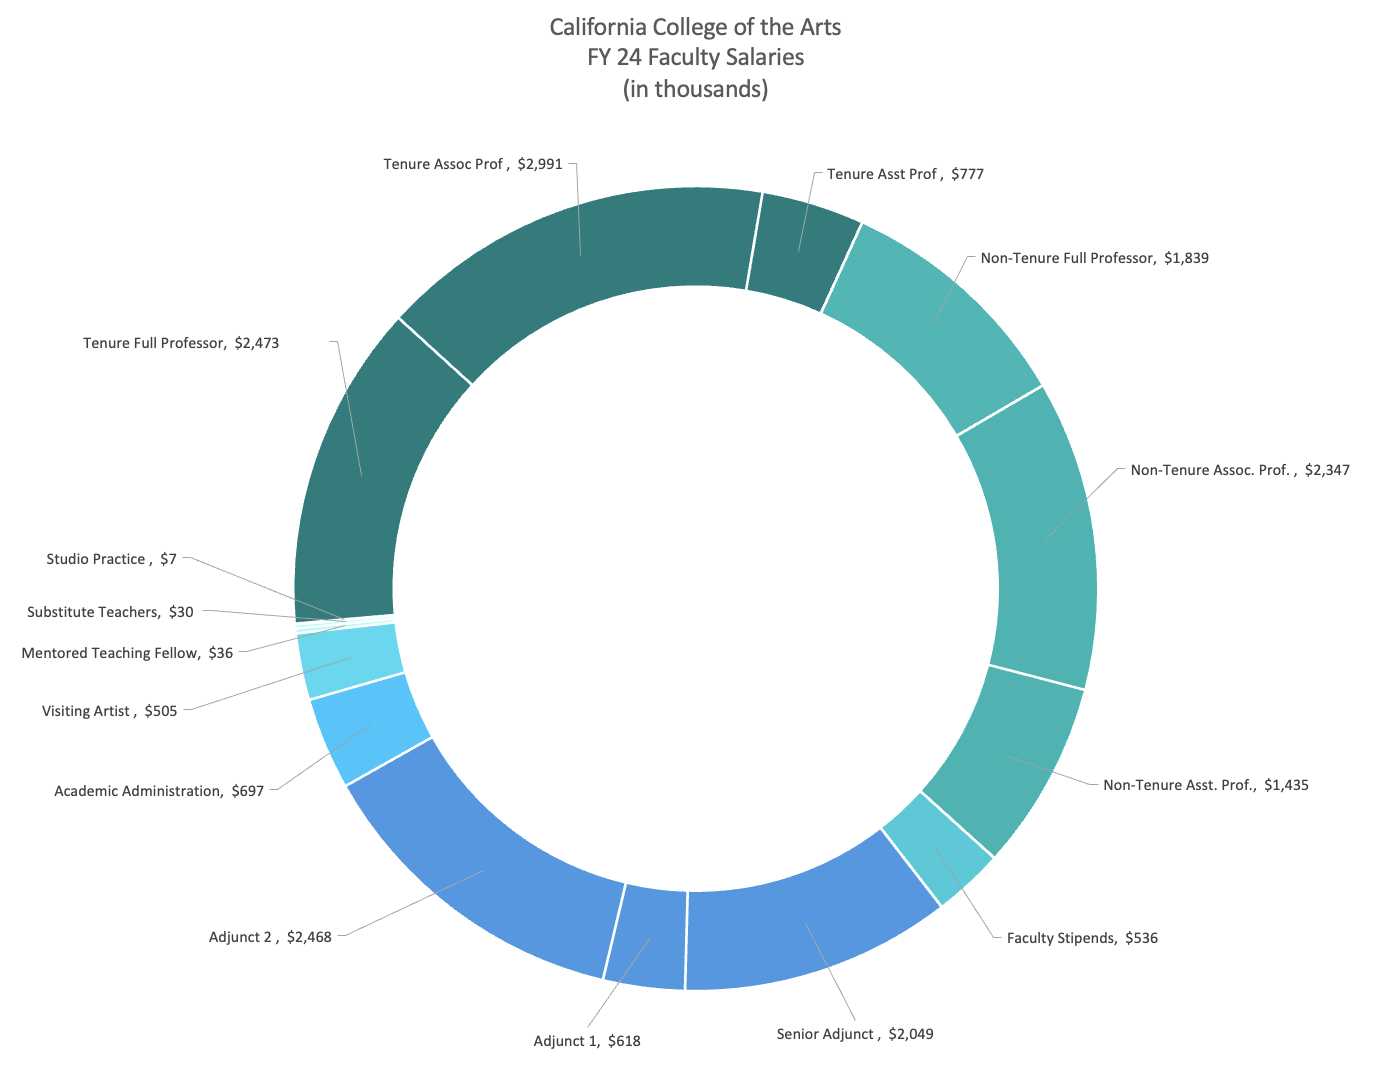 California College of the Arts
FY 24 Faculty Salaries
(in thousands)
Tenure Assoc Prof , $2,991
Tenure Asst Prof , $777
Non-Tenure Full Professor, $1,839
Tenure Full Professor, $2,473
Non-Tenure Assoc. Prof. , $2,347
Studio Practice , $7
Substitute Teachers, $30
Mentored Teaching Fellow, $36
Visiting Artist , $505
Non-Tenure Asst. Prof., $1,435
Academic Administration, $697
Adjunct 2 , $2,468
Faculty Stipends, $536
Senior Adjunct , $2,049
Adjunct 1, $618